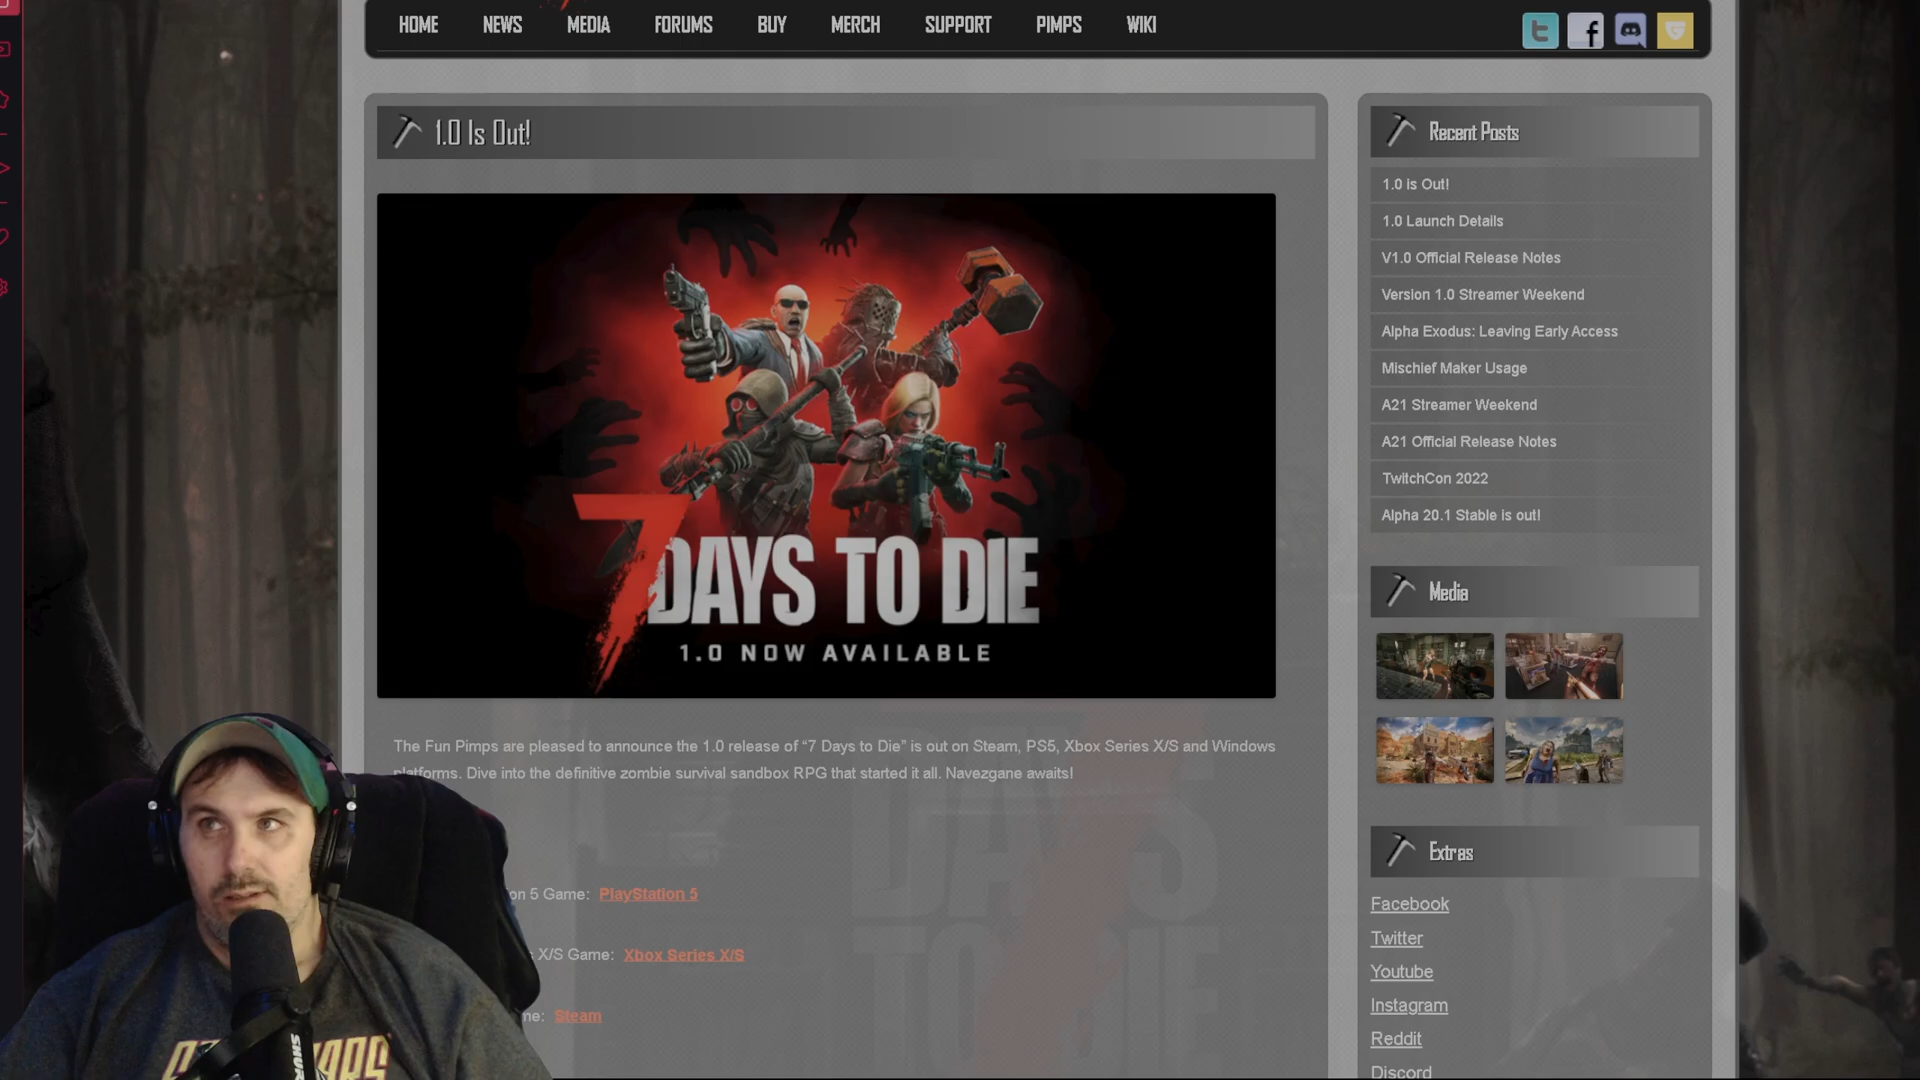 HOME NEWS MEDIA FORUMS BUY MERCH SUPPORT PIMPS WIKI
1.0 Is Out!
7 DAYS TO DIE
1.0 NOW AVAILABLE
The Fun Pimps are pleased to announce the 1.0 release of “7 Days to Die” is out on Steam, PS5, Xbox Series X/S and Windows
platforms. Dive into the definitive zombie survival sandbox RPG that started it all. Navezgane awaits!
5 Game: PlayStation 5
X/S Game: Xbox Series X/S
Steam
Recent Posts
1.0 is Out!
1.0 Launch Details
V1.0 Official Release Notes
Version 1.0 Streamer Weekend
Alpha Exodus: Leaving Early Access
Mischief Maker Usage
A21 Streamer Weekend
A21 Official Release Notes
TwitchCon 2022
Alpha 20.1 Stable is out!
Media
Extras
Facebook
Twitter
Youtube
Instagram
Reddit
Discord